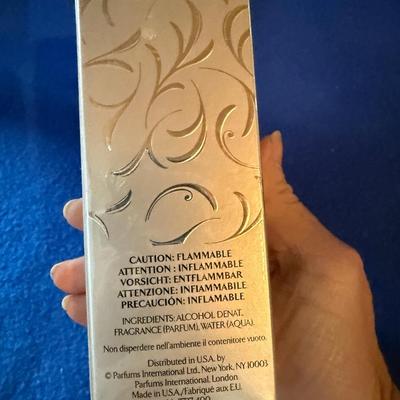 CAUTION: FLAMMABLE
ATTENTION : INFLAMMABLE
VORSICHT: ENTFLAMMBAR
ATTENZIONE: INFIAMMABILE
PRECAUCIÓN: INFLAMABLE
INGREDIENTS: ALCOHOL DENAT.,
FRAGRANCE (PARFUM), WATER (AQUA).
Non disperdere nell'ambiente il contenitore vuoto.
Distributed in U.S.A. by
© Parfums International Ltd., New York, NY 10003
Parfums International, London
Made in U.S.A./Fabriqué aux E.U.